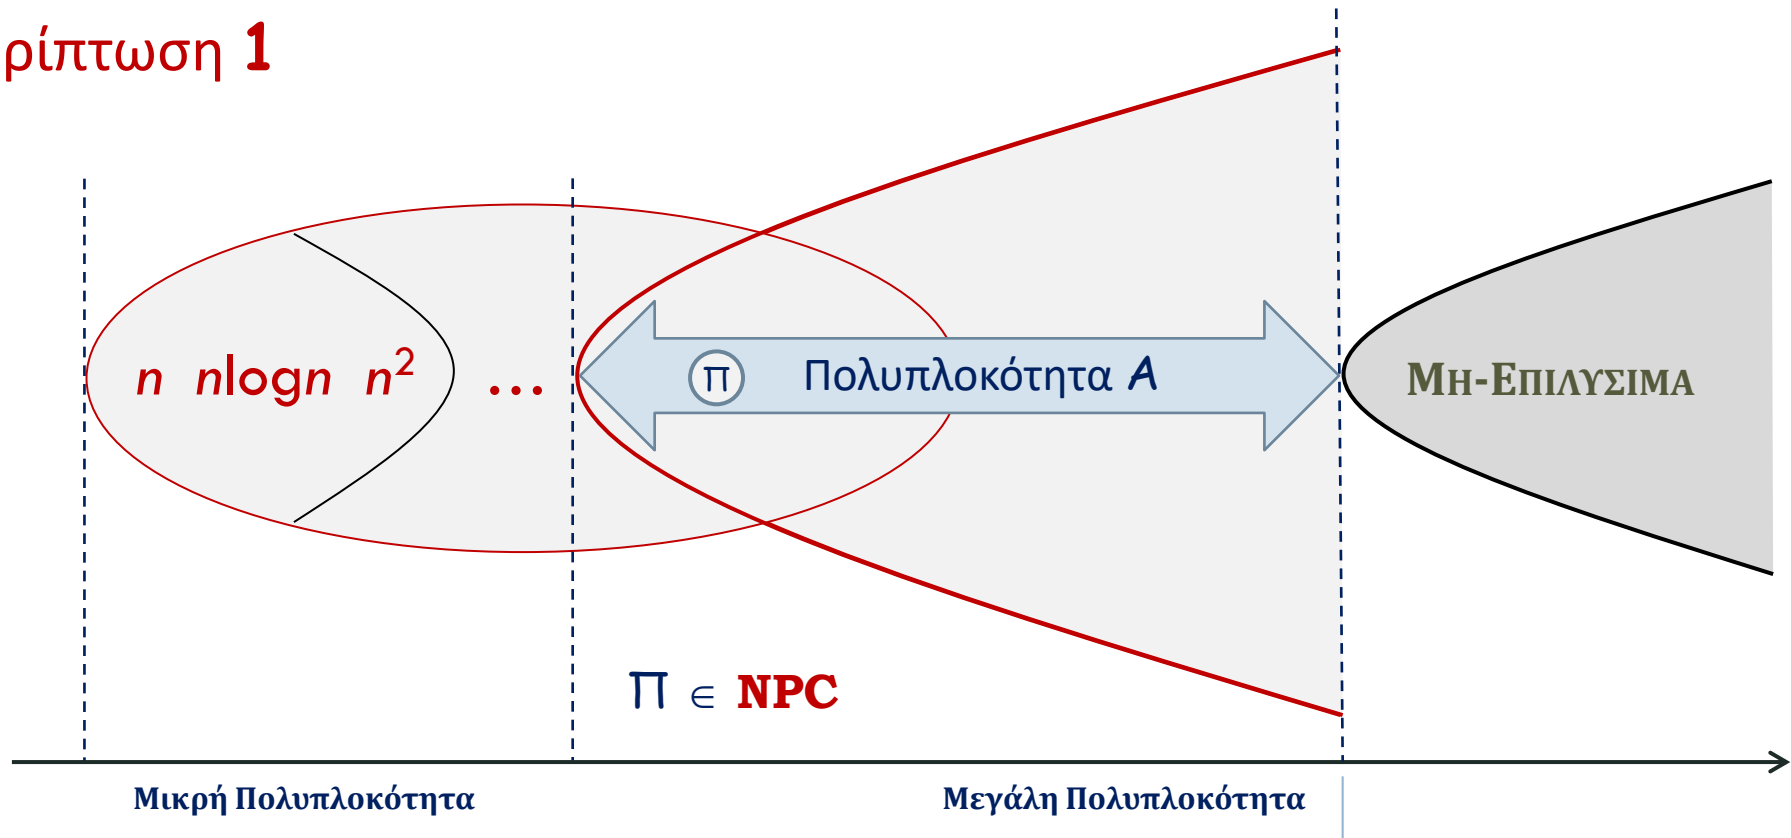 ρίπτωση 1
n nlogn n² ...
π Πολυπλοκότητα A
Μη-Επιλυσιμα
Π ∈ NPC
Μικρή Πολυπλοκότητα Μεγάλη Πολυπλοκότητα